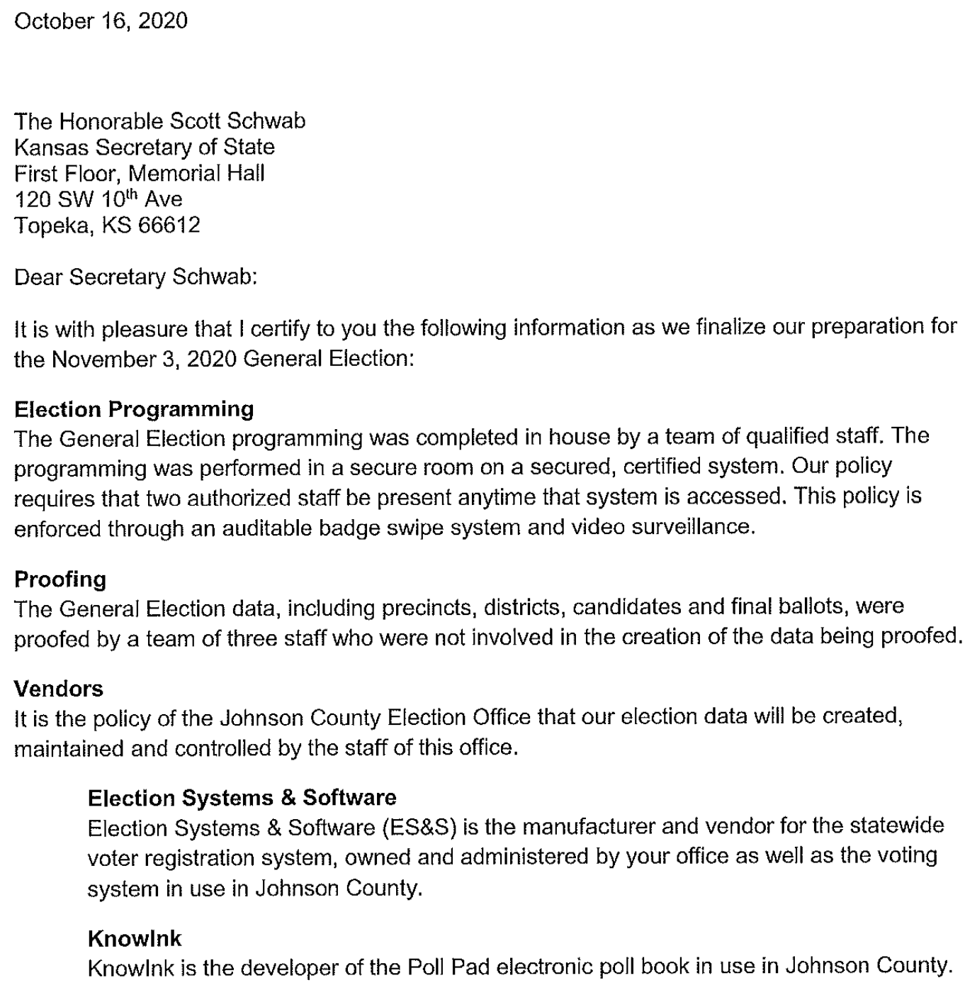 October 16, 2020
The Honorable Scott Schwab
Kansas Secretary of State
First Floor, Memorial Hall
120 SW 10th Ave
Topeka, KS 66612
Dear Secretary Schwab:
It is with pleasure that I certify to you the following information as we finalize our preparation for
the November 3, 2020 General Election:
Election Programming
The General Election programming was completed in house by a team of qualified staff. The
programming was performed in a secure room on a secured, certified system. Our policy
requires that two authorized staff be present anytime that system is accessed. This policy is
enforced through an auditable badge swipe system and video surveillance.
Proofing
The General Election data, including precincts, districts, candidates and final ballots, were
proofed by a team of three staff who were not involved in the creation of the data being proofed.
Vendors
It is the policy of the Johnson County Election Office that our election data will be created,
maintained and controlled by the staff of this office.
Election Systems & Software
Election Systems & Software (ES&S) is the manufacturer and vendor for the statewide
voter registration system, owned and administered by your office as well as the voting
system in use in Johnson County.
KnowInk
KnowInk is the developer of the Poll Pad electronic poll book in use in Johnson County.